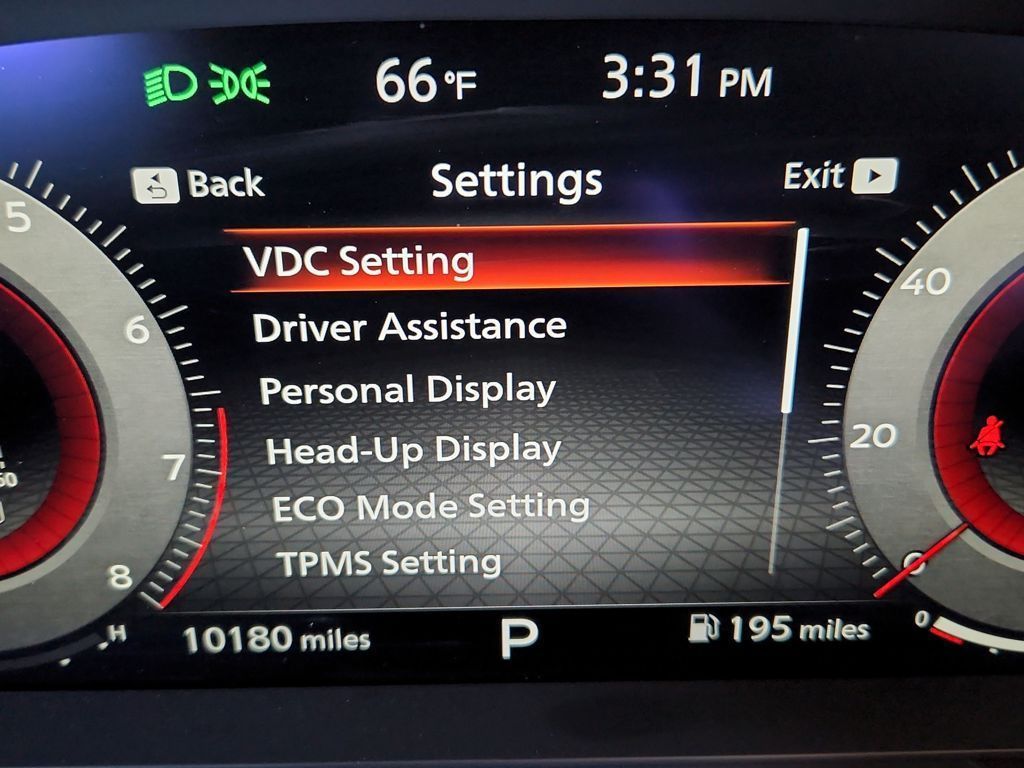 66°F 3:31 PM
Back Settings Exit
VDC Setting
Driver Assistance
Personal Display
Head-Up Display
ECO Mode Setting
TPMS Setting
5
6
7
8
40
20
0
H
10180 miles P 195 miles
0